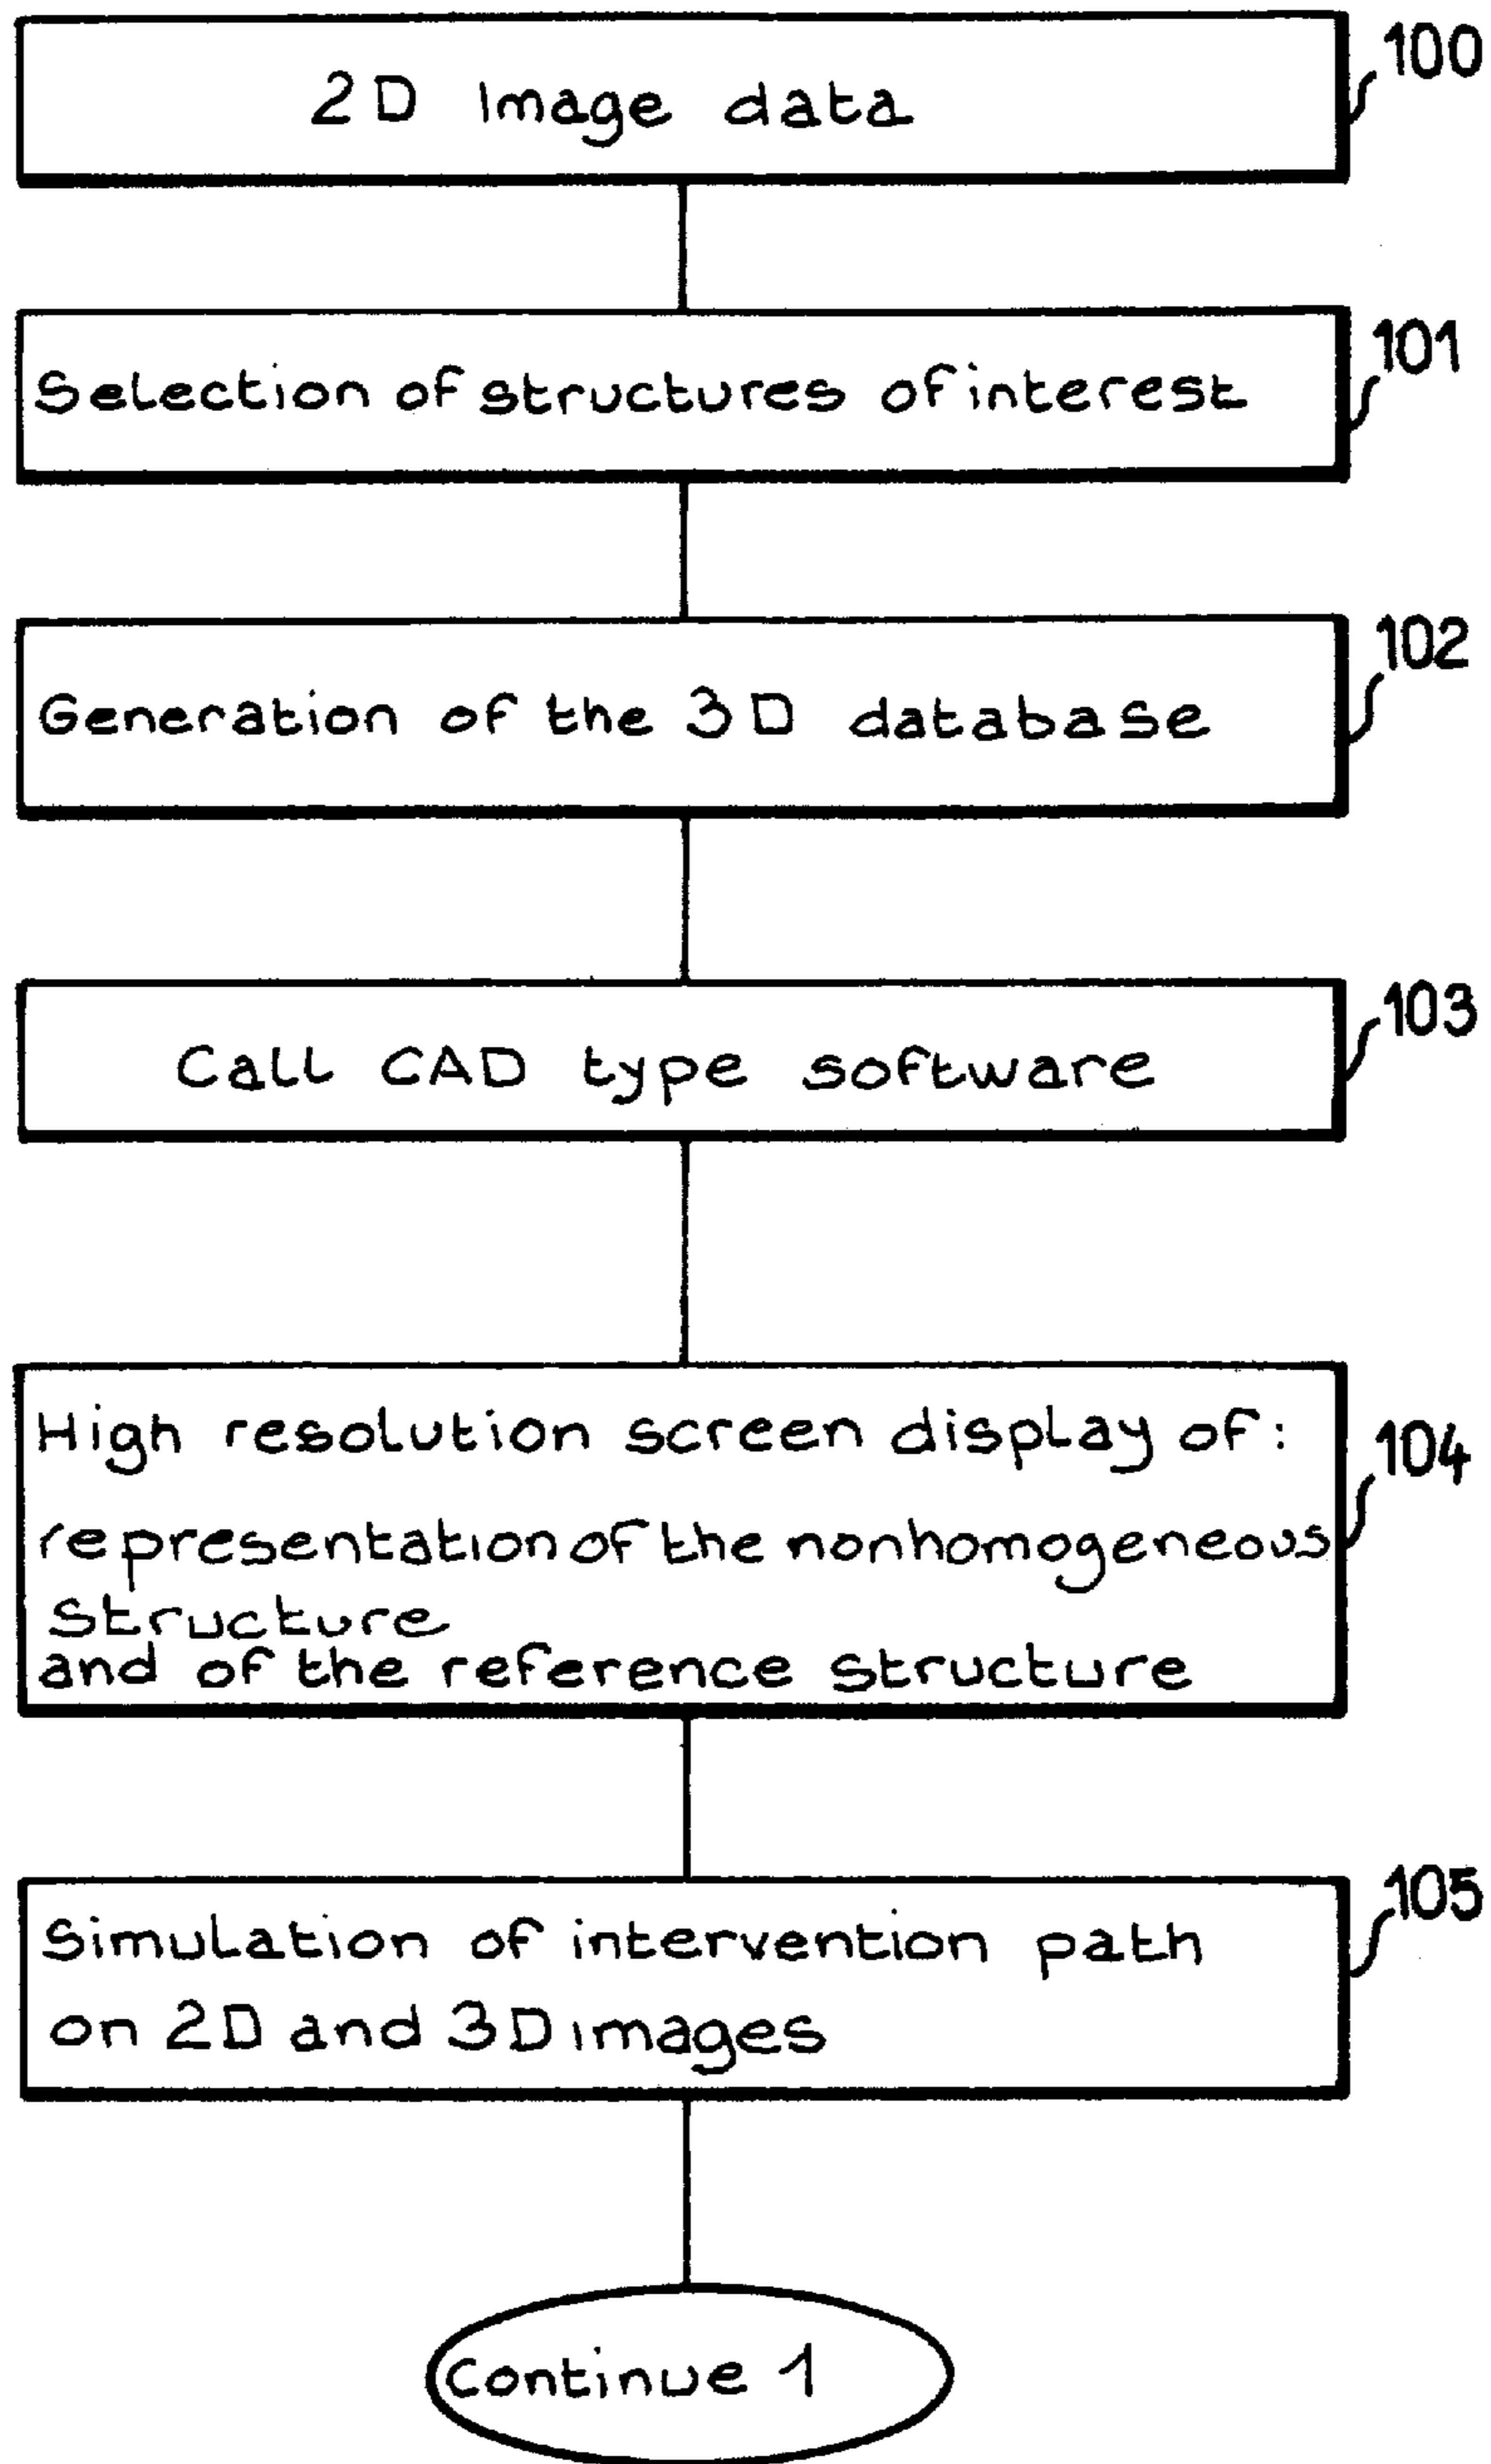 100
2D Image data
101
Selection of structures of interest
102
Generation of the 3D database
103
Call CAD type software
104
High resolution screen display of:
representation of the nonhomogeneous
Structure
and of the reference structure
105
Simulation of intervention path
on 2D and 3D images
Continue 1